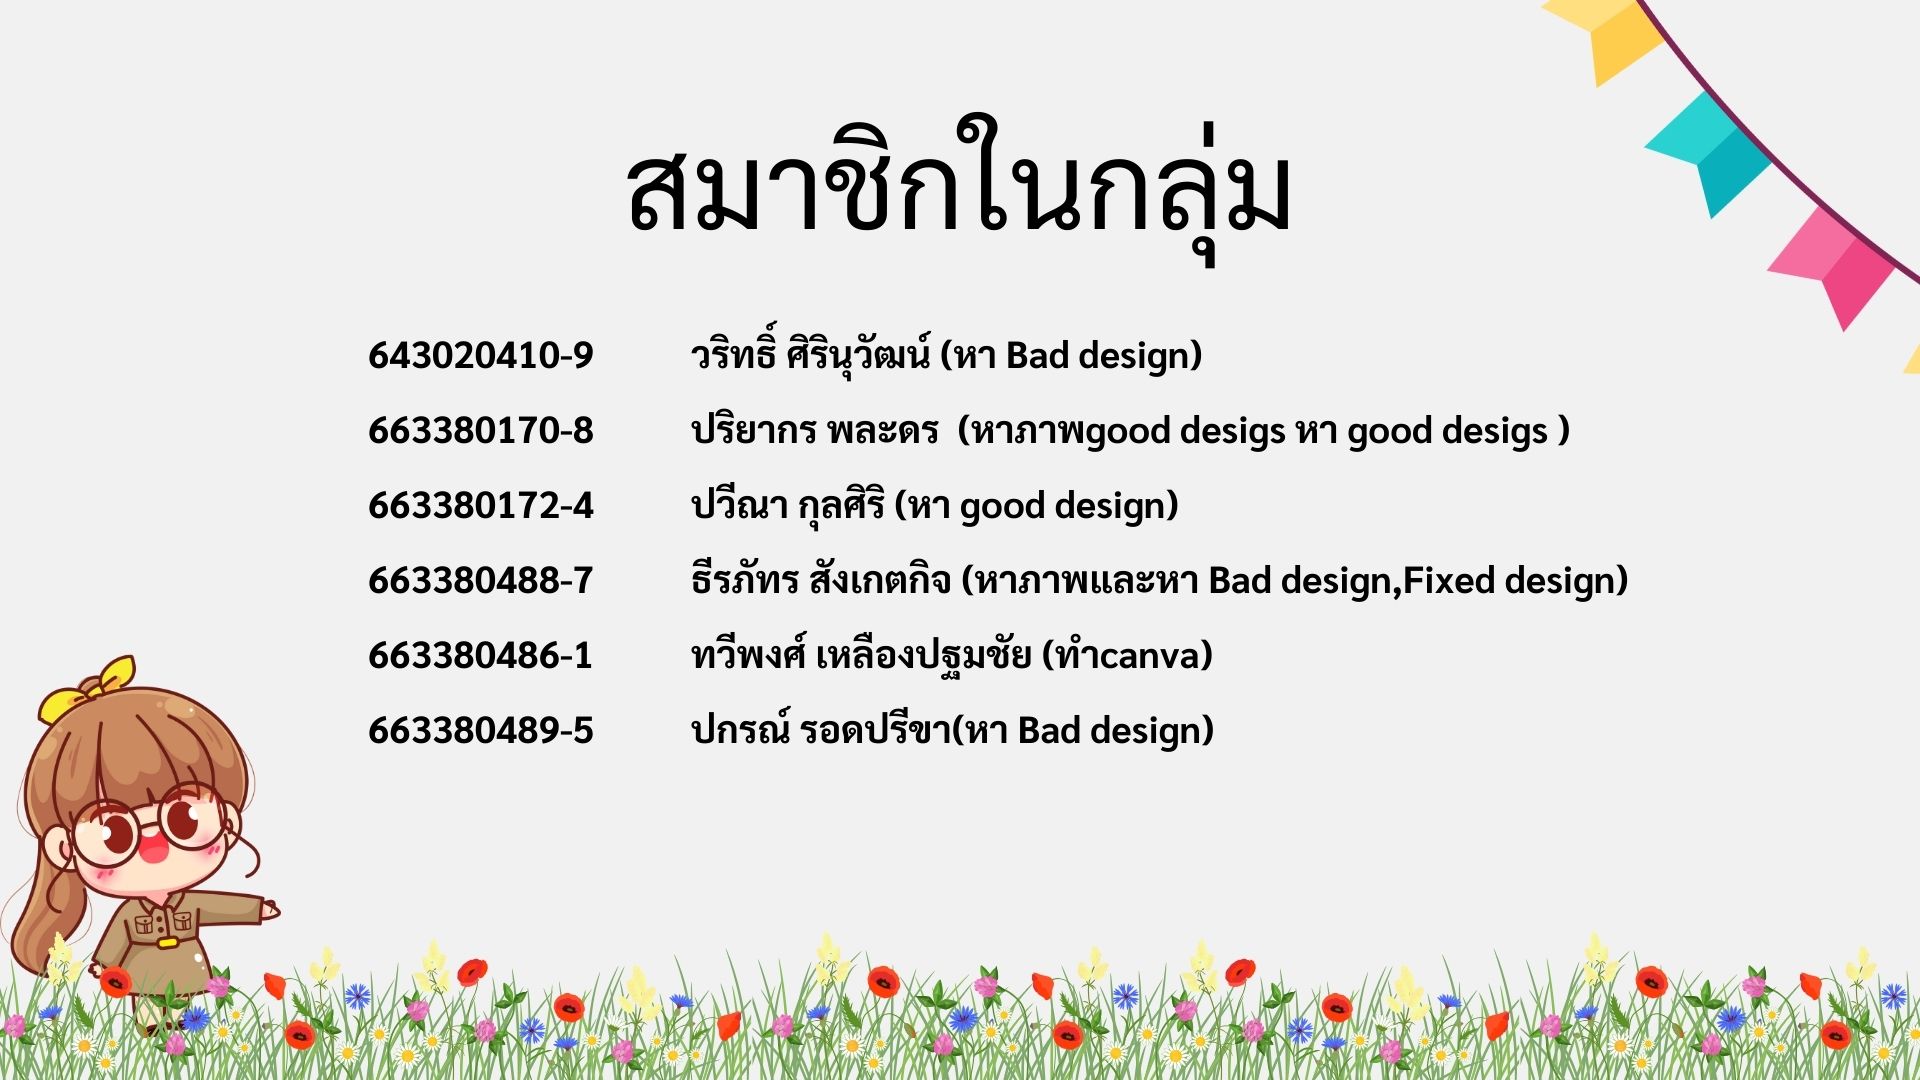 สมาชิกในกลุ่ม
643020410-9 วริทธิ์ ศิรินุวัฒน์ (หา Bad design)
663380170-8 ปริยากร พละดร (หาภาพgood desigs หา good desigs )
663380172-4 ปวีณา กุลศิริ (หา good design)
663380488-7 ธีรภัทร สังเกตกิจ (หาภาพและหา Bad design,Fixed design)
663380486-1 ทวีพงศ์ เหลืองปฐมชัย (ทำcanva)
663380489-5 ปกรณ์ รอดปรีขา(หา Bad design)